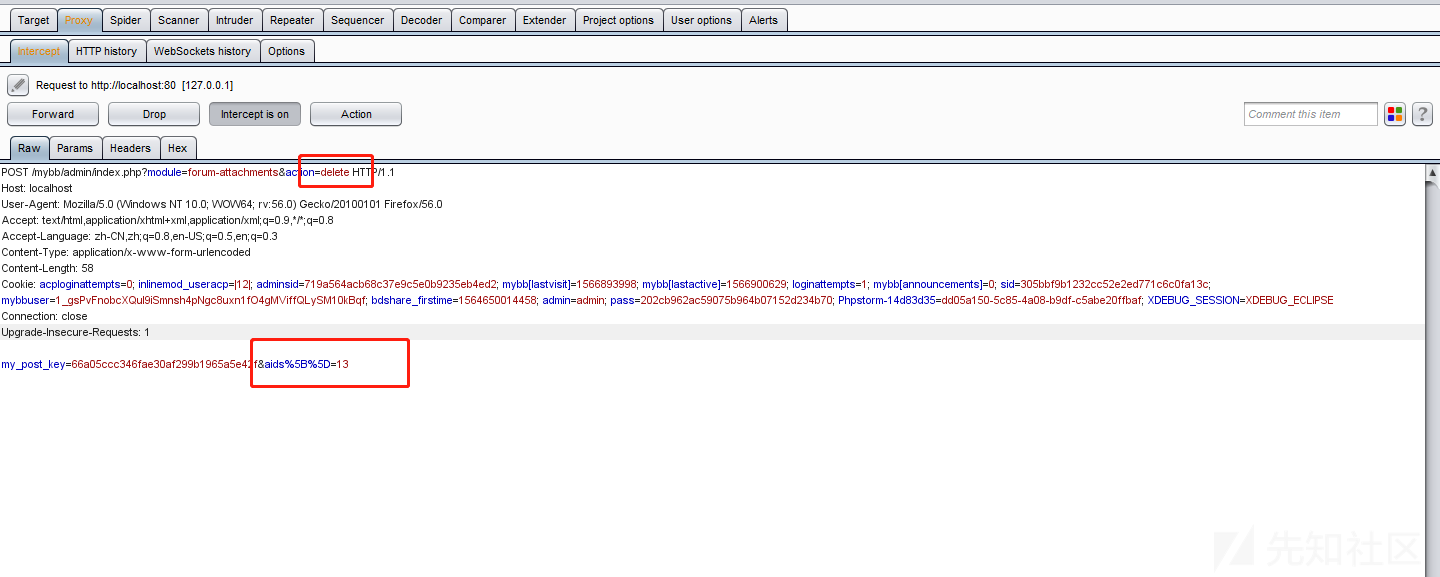 Target Proxy Spider Scanner Intruder Repeater Sequencer Decoder Comparer Extender Project options User options Alerts
Intercept HTTP history WebSockets history Options
Request to http://localhost:80 [127.0.0.1]
Forward Drop Intercept is on Action Comment this item ?
Raw Params Headers Hex
POST /mybb/admin/index.php?module=forum-attachments&action=delete HTTP/1.1
Host: localhost
User-Agent: Mozilla/5.0 (Windows NT 10.0; WOW64; rv:56.0) Gecko/20100101 Firefox/56.0
Accept: text/html,application/xhtml+xml,application/xml;q=0.9,*/*;q=0.8
Accept-Language: zh-CN,zh;q=0.8,en-US;q=0.5,en;q=0.3
Content-Type: application/x-www-form-urlencoded
Content-Length: 58
Cookie: acploginattempts=0; inlinemod_useracp=|12|; adminsid=719a564acb68c37e9c5e0b9235eb4ed2; mybb[lastvisit]=1566893998; mybb[lastactive]=1566900629; loginattempts=1; mybb[announcements]=0; sid=305bbf9b1232cc52e2ed771c6c0fa13c;
mybbuser=1_gsPvFnobcXQul9iSmnsh4pNgc8uxn1fO4gMViffQLySM10kBqf; bdshare_firstime=1564650014458; admin=admin; pass=202cb962ac59075b964b07152d234b70; Phpstorm-14d83d35=dd05a150-5c85-4a08-b9df-c5abe20ffbaf; XDEBUG_SESSION=XDEBUG_ECLIPSE
Connection: close
Upgrade-Insecure-Requests: 1
my_post_key=66a05ccc346fae30af299b1965a5e42f&aids%5B%5D=13
先知社区